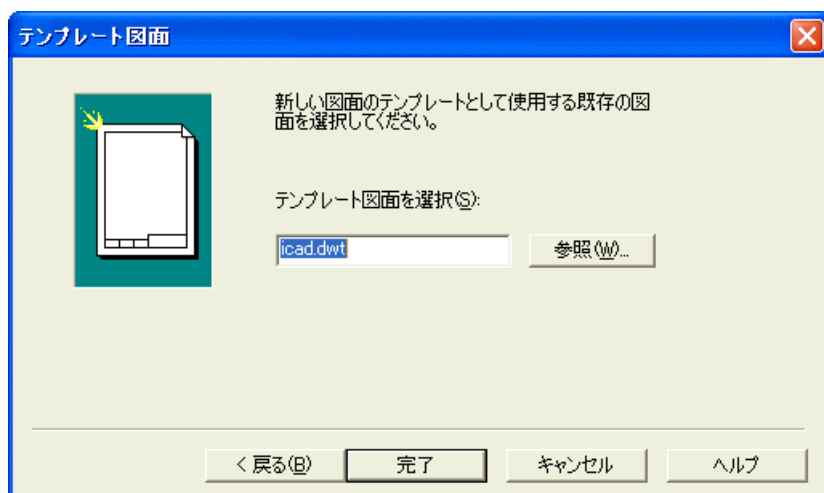 テンプレート図面
新しい図面のテンプレートとして使用する既存の図
面を選択してください。
テンプレート図面を選択(S):
icad.dwt
参照(W)...
< 戻る(B)
完了
キャンセル
ヘルプ